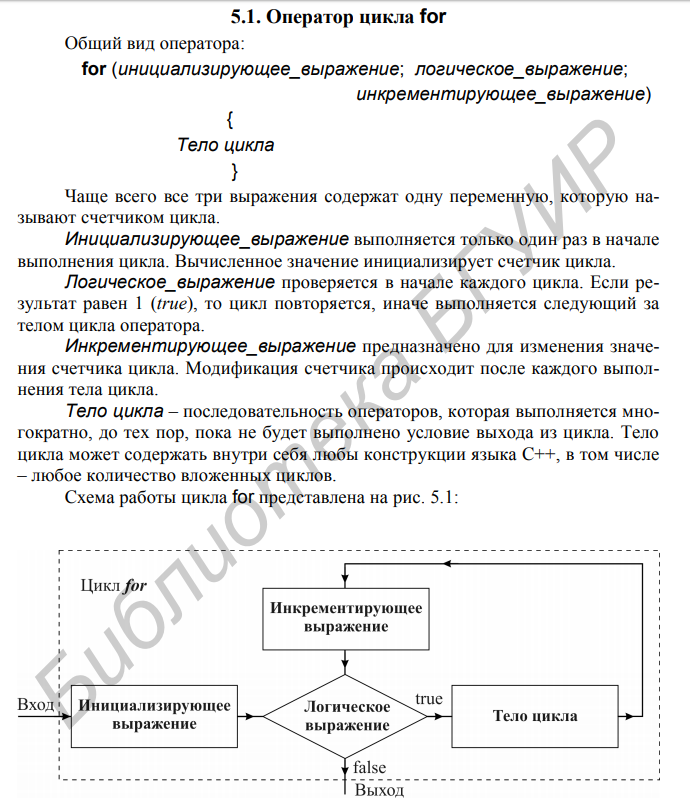 5.1. Оператор цикла for
Общий вид оператора:
for (инициализирующее_выражение; логическое_выражение;
инкрементирующее_выражение)
{
Тело цикла
}
Чаще всего все три выражения содержат одну переменную, которую на-
зывают счетчиком цикла.
Инициализирующее_выражение выполняется только один раз в начале
выполнения цикла. Вычисленное значение инициализирует счетчик цикла.
Логическое_выражение проверяется в начале каждого цикла. Если ре-
зультат равен 1 (true), то цикл повторяется, иначе выполняется следующий за
телом цикла оператора.
Инкрементирующее_выражение предназначено для изменения значе-
ния счетчика цикла. Модификация счетчика происходит после каждого выпол-
нения тела цикла.
Тело цикла – последовательность операторов, которая выполняется мно-
гократно, до тех пор, пока не будет выполнено условие выхода из цикла. Тело
цикла может содержать внутри себя любы конструкции языка С++, в том числе
– любое количество вложенных циклов.
Схема работы цикла for представлена на рис. 5.1:
Цикл for
Инкрементирующее
выражение
Вход
Инициализирующее
выражение
Логическое
выражение
true
Тело цикла
false
Выход
Библиотека БГУИР